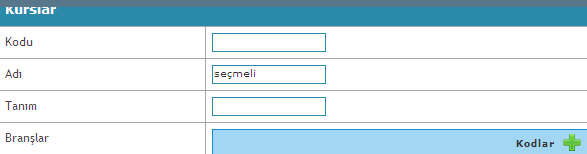 Kurslar
Kodu
Adı
seçmeli
Tanım
Branşlar
Kodlar